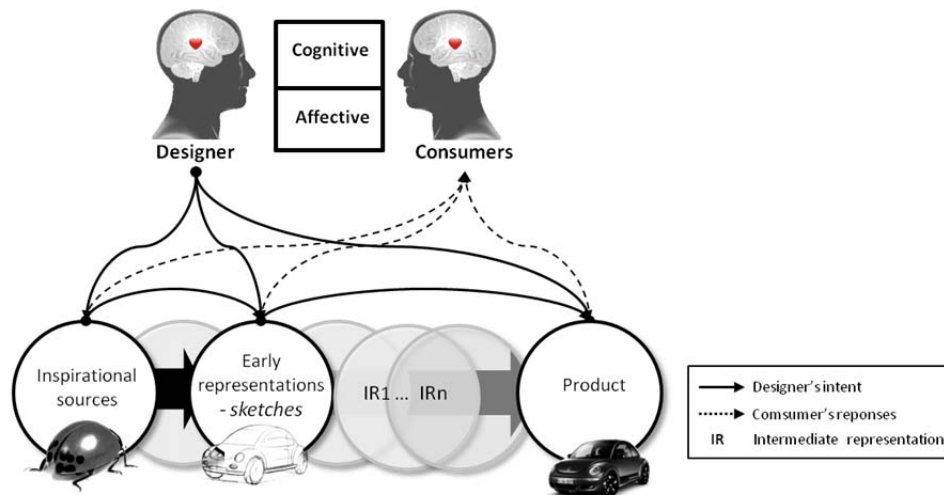 Cognitive
Affective
Designer
Consumers
Inspirational
sources
Early
representations
- sketches
IR1 ... IRn
Product
Designer's intent
Comsumer's reponses
IR Intermediate representation